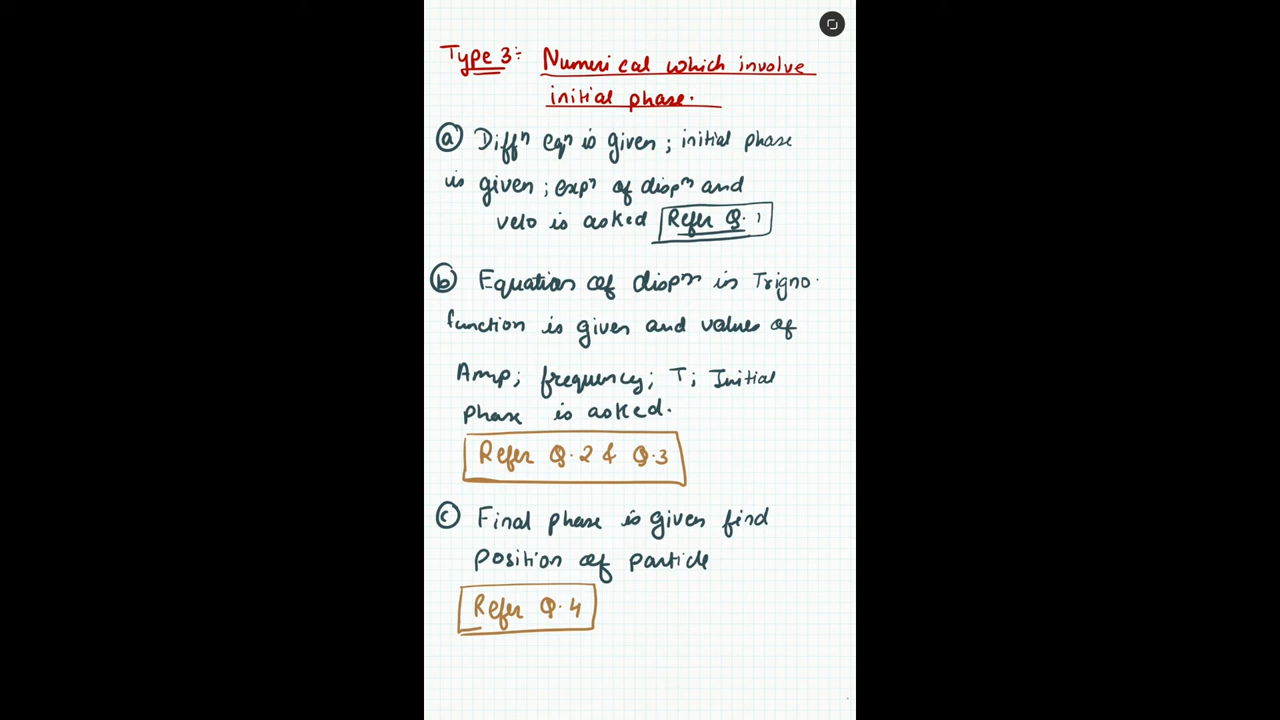 Type 3:- Numerical which involve
initial phase.
(a) Diffⁿ eqⁿ is given; initial phase
is given; expⁿ of dispⁿ and
velo is asked Refer Q. 1
(b) Equation of dispⁿ in Trigno.
function is given and values of
Amp; frequency; T; Initial
phase is asked.
Refer Q.2 & Q.3
(c) Final phase is given find
position of particle
Refer Q.4